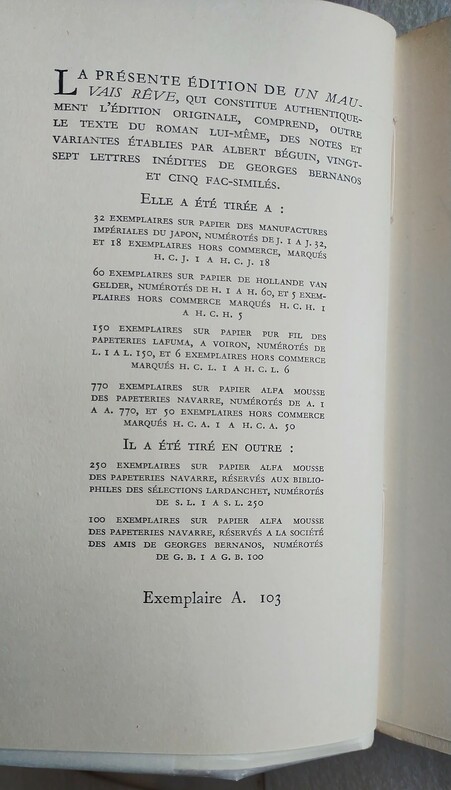 LA PRÉSENTE ÉDITION DE UN MAU-
VAIS RÊVE, QUI CONSTITUE AUTHENTIQUE-
MENT L'ÉDITION ORIGINALE, COMPREND, OUTRE
LE TEXTE DU ROMAN LUI-MÊME, DES NOTES ET
VARIANTES ÉTABLIES PAR ALBERT BÉGUIN, VINGT-
SEPT LETTRES INÉDITES DE GEORGES BERNANOS
ET CINQ FAC-SIMILÉS.
ELLE A ÉTÉ TIRÉE A :
32 EXEMPLAIRES SUR PAPIER DES MANUFACTURES
IMPÉRIALES DU JAPON, NUMÉROTÉS DE J. 1 A J. 32,
ET 18 EXEMPLAIRES HORS COMMERCE, MARQUÉS
H. C. J. 1 A H. C. J. 18
60 EXEMPLAIRES SUR PAPIER DE HOLLANDE VAN
GELDER, NUMÉROTÉS DE H. 1 A H. 60, ET 5 EXEM-
PLAIRES HORS COMMERCE MARQUÉS H. C. H. 1
A H. C. H. 5
150 EXEMPLAIRES SUR PAPIER PUR FIL DES
PAPETERIES LAFUMA, A VOIRON, NUMÉROTÉS DE
L. 1 A L. 150, ET 6 EXEMPLAIRES HORS COMMERCE
MARQUÉS H. C. L. 1 A H. C. L. 6
770 EXEMPLAIRES SUR PAPIER ALFA MOUSSE
DES PAPETERIES NAVARRE, NUMÉROTÉS DE A. 1
A A. 770, ET 50 EXEMPLAIRES HORS COMMERCE
MARQUÉS H. C. A. 1 A H. C. A. 50
IL A ÉTÉ TIRÉ EN OUTRE :
250 EXEMPLAIRES SUR PAPIER ALFA MOUSSE
DES PAPETERIES NAVARRE, RÉSERVÉS AUX BIBLIO-
PHILES DES SÉLECTIONS LARDANCHET, NUMÉROTÉS
DE S. L. 1 A S. L. 250
100 EXEMPLAIRES SUR PAPIER ALFA MOUSSE
DES PAPETERIES NAVARRE, RÉSERVÉS A LA SOCIÉTÉ
DES AMIS DE GEORGES BERNANOS, NUMÉROTÉS
DE G. B. 1 A G. B. 100
Exemplaire A. 103